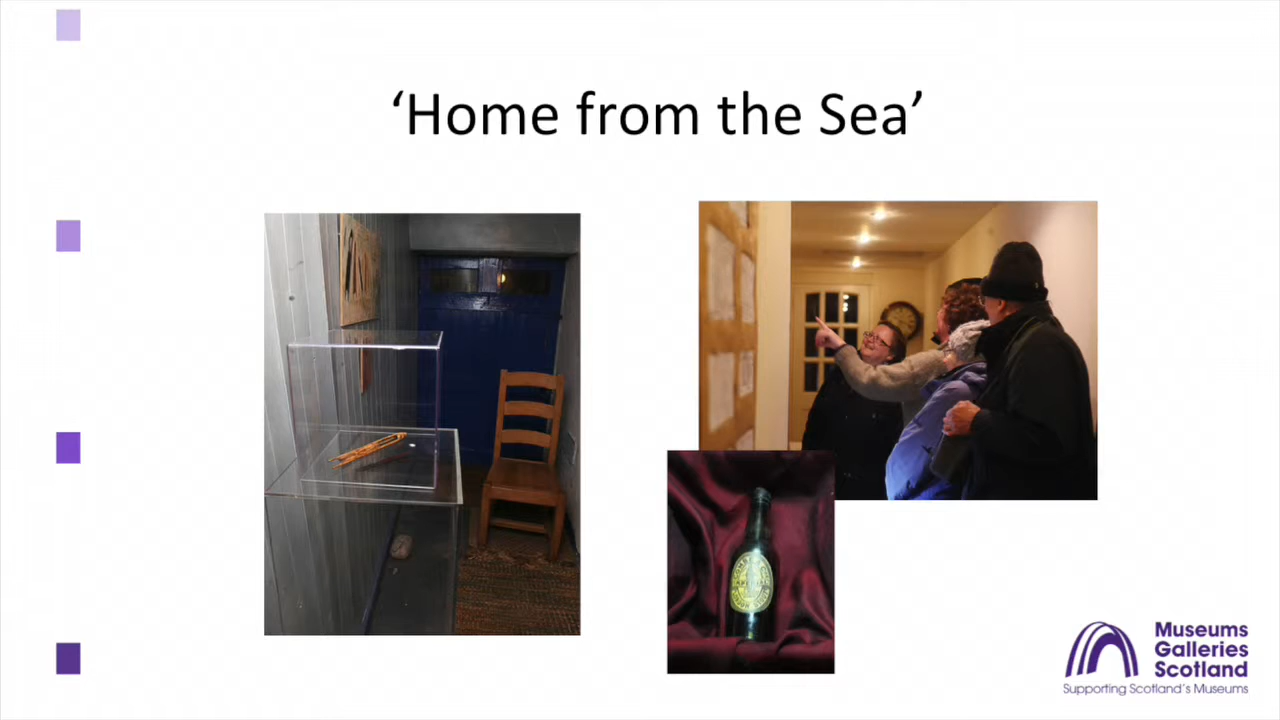 ‘Home from the Sea’
Museums
Galleries
Scotland
Supporting Scotland’s Museums